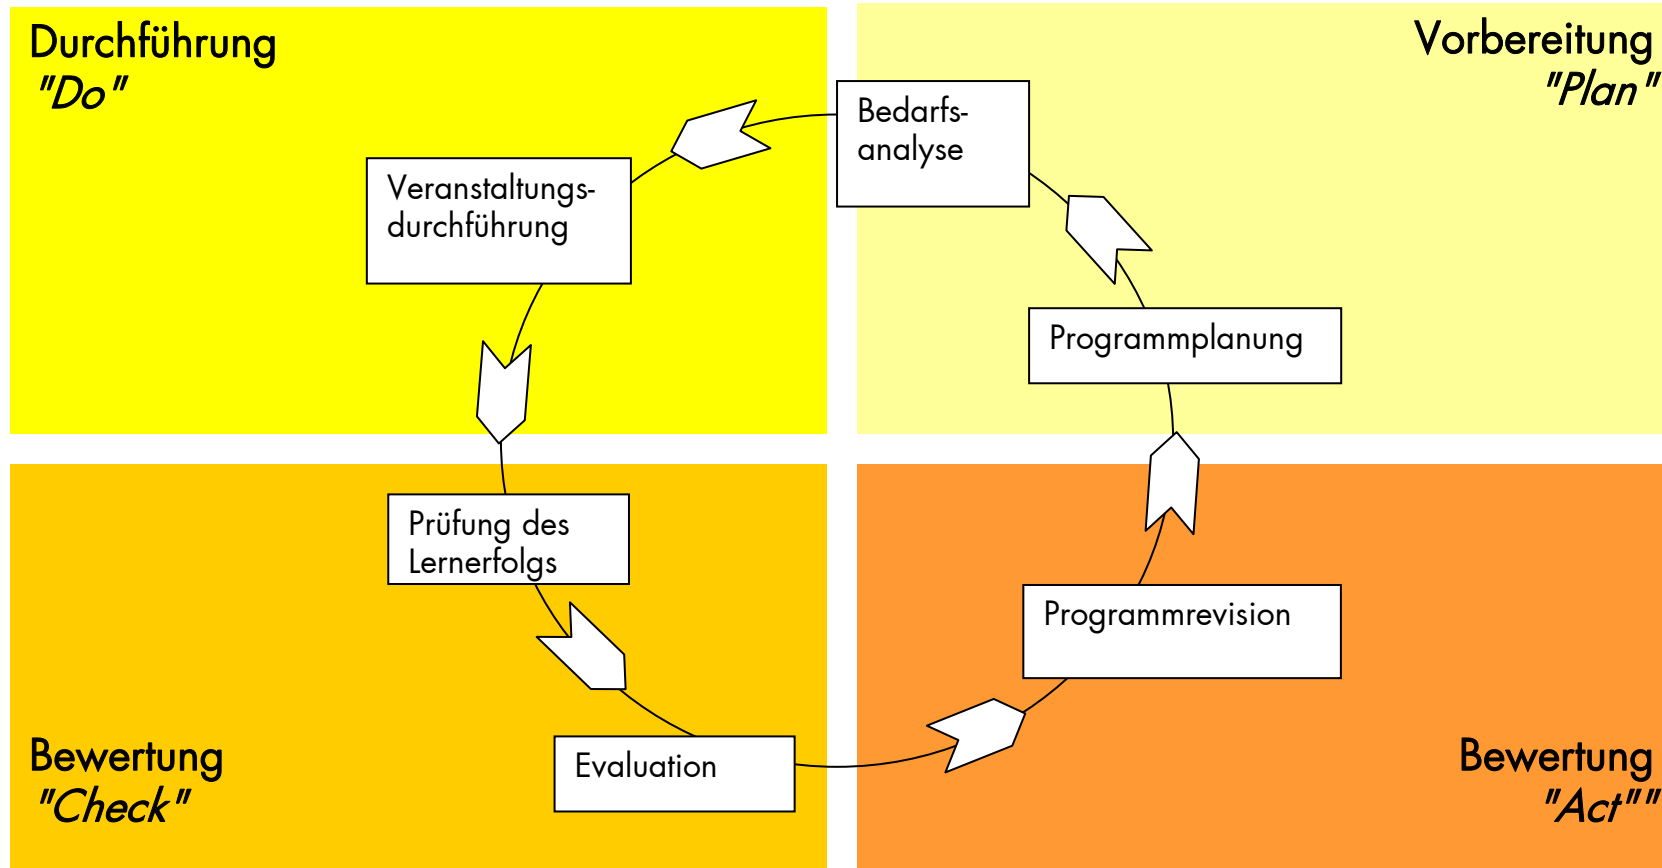 Durchführung
"Do"
Vorbereitung
"Plan"
Bedarfs-
analyse
Veranstaltungs-
durchführung
Programmplanung
Prüfung des
Lernerfolgs
Programmrevision
Evaluation
Bewertung
"Check"
Bewertung
"Act""